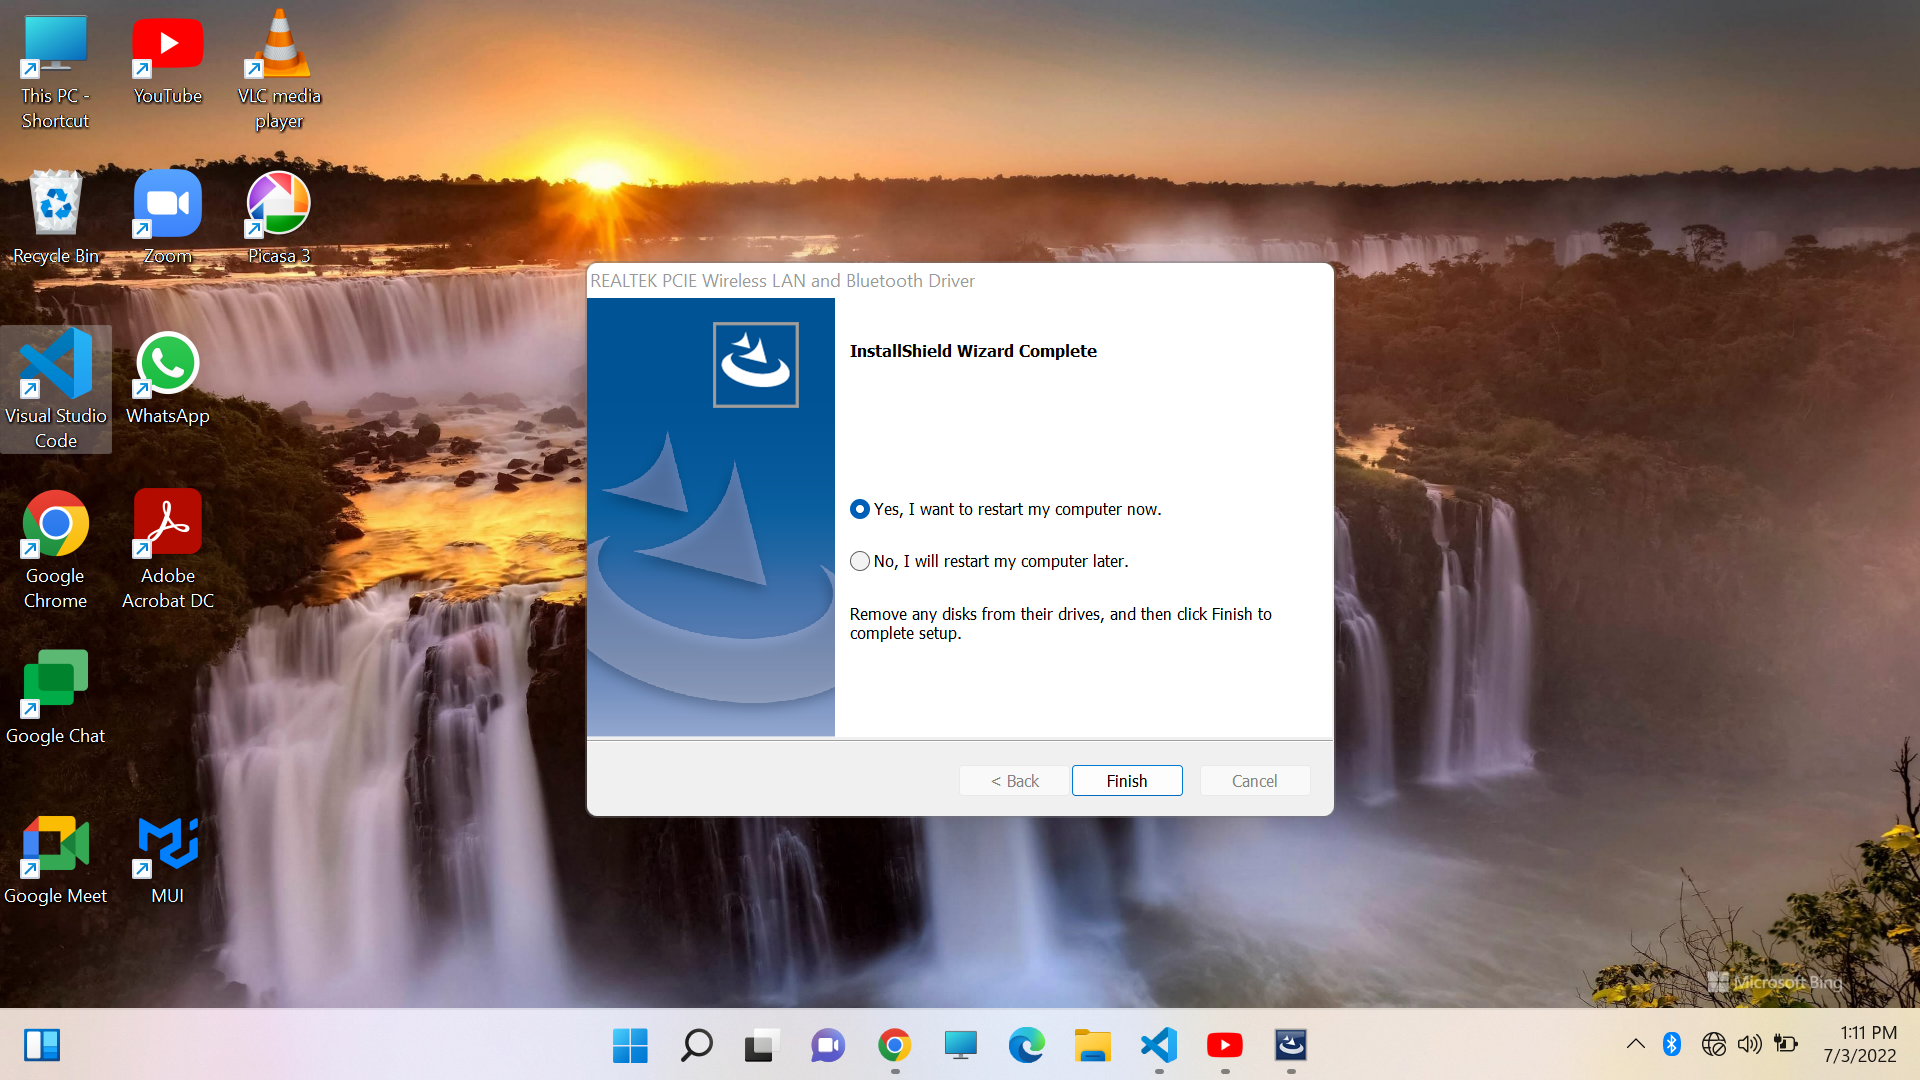 This PC -
Shortcut
YouTube
VLC media
player
Recycle Bin
Zoom
Picasa 3
Visual Studio
Code
WhatsApp
Google
Chrome
Adobe
Acrobat DC
Google Chat
Google Meet
MUI
REALTEK PCIE Wireless LAN and Bluetooth Driver
InstallShield Wizard Complete
Yes, I want to restart my computer now.
No, I will restart my computer later.
Remove any disks from their drives, and then click Finish to
complete setup.
< Back
Finish
Cancel
Microsoft Bing
1:11 PM
7/3/2022